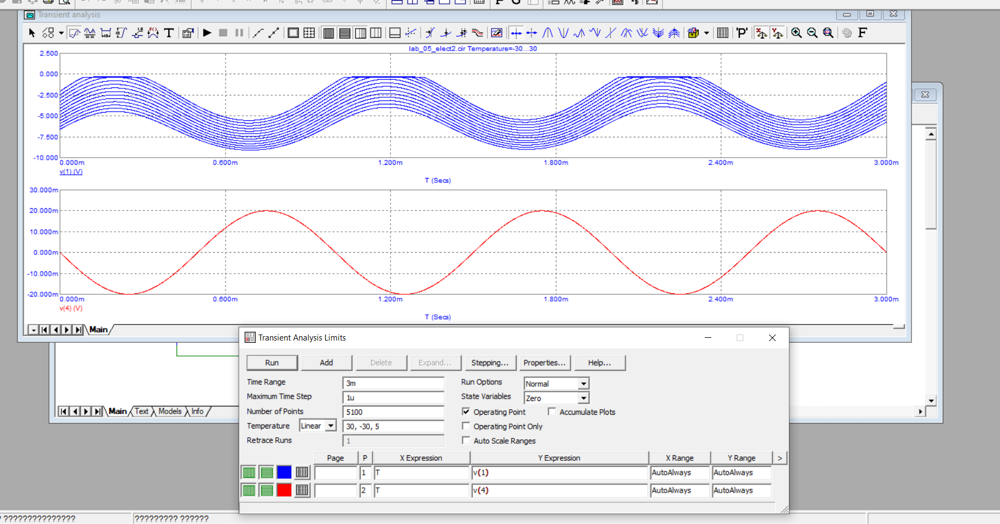 Transient analysis
T
'P'
F
lab_05_elect2.cir Temperature=-30...30
2.500
0.000
-2.500
-5.000
-7.500
-10.000
0.000m 0.600m 1.200m 1.800m 2.400m 3.000m
v(1) (V)
T (Secs)
30.000m
20.000m
10.000m
0.000m
-10.000m
-20.000m
0.000m 0.600m 1.200m 1.800m 2.400m 3.000m
v(4) (V)
T (Secs)
Main
Transient Analysis Limits
Run Add Delete Expand... Stepping... Properties... Help...
Time Range 3m Run Options Normal
Maximum Time Step 1u State Variables Zero
Number of Points 5100 Operating Point Accumulate Plots
Temperature Linear 30, -30, 5 Operating Point Only
Retrace Runs 1 Auto Scale Ranges
Page P X Expression Y Expression X Range Y Range >
1 T v(1) AutoAlways AutoAlways
2 T v(4) AutoAlways AutoAlways
Main Text Models Info
? ???????????????
????????? ??????